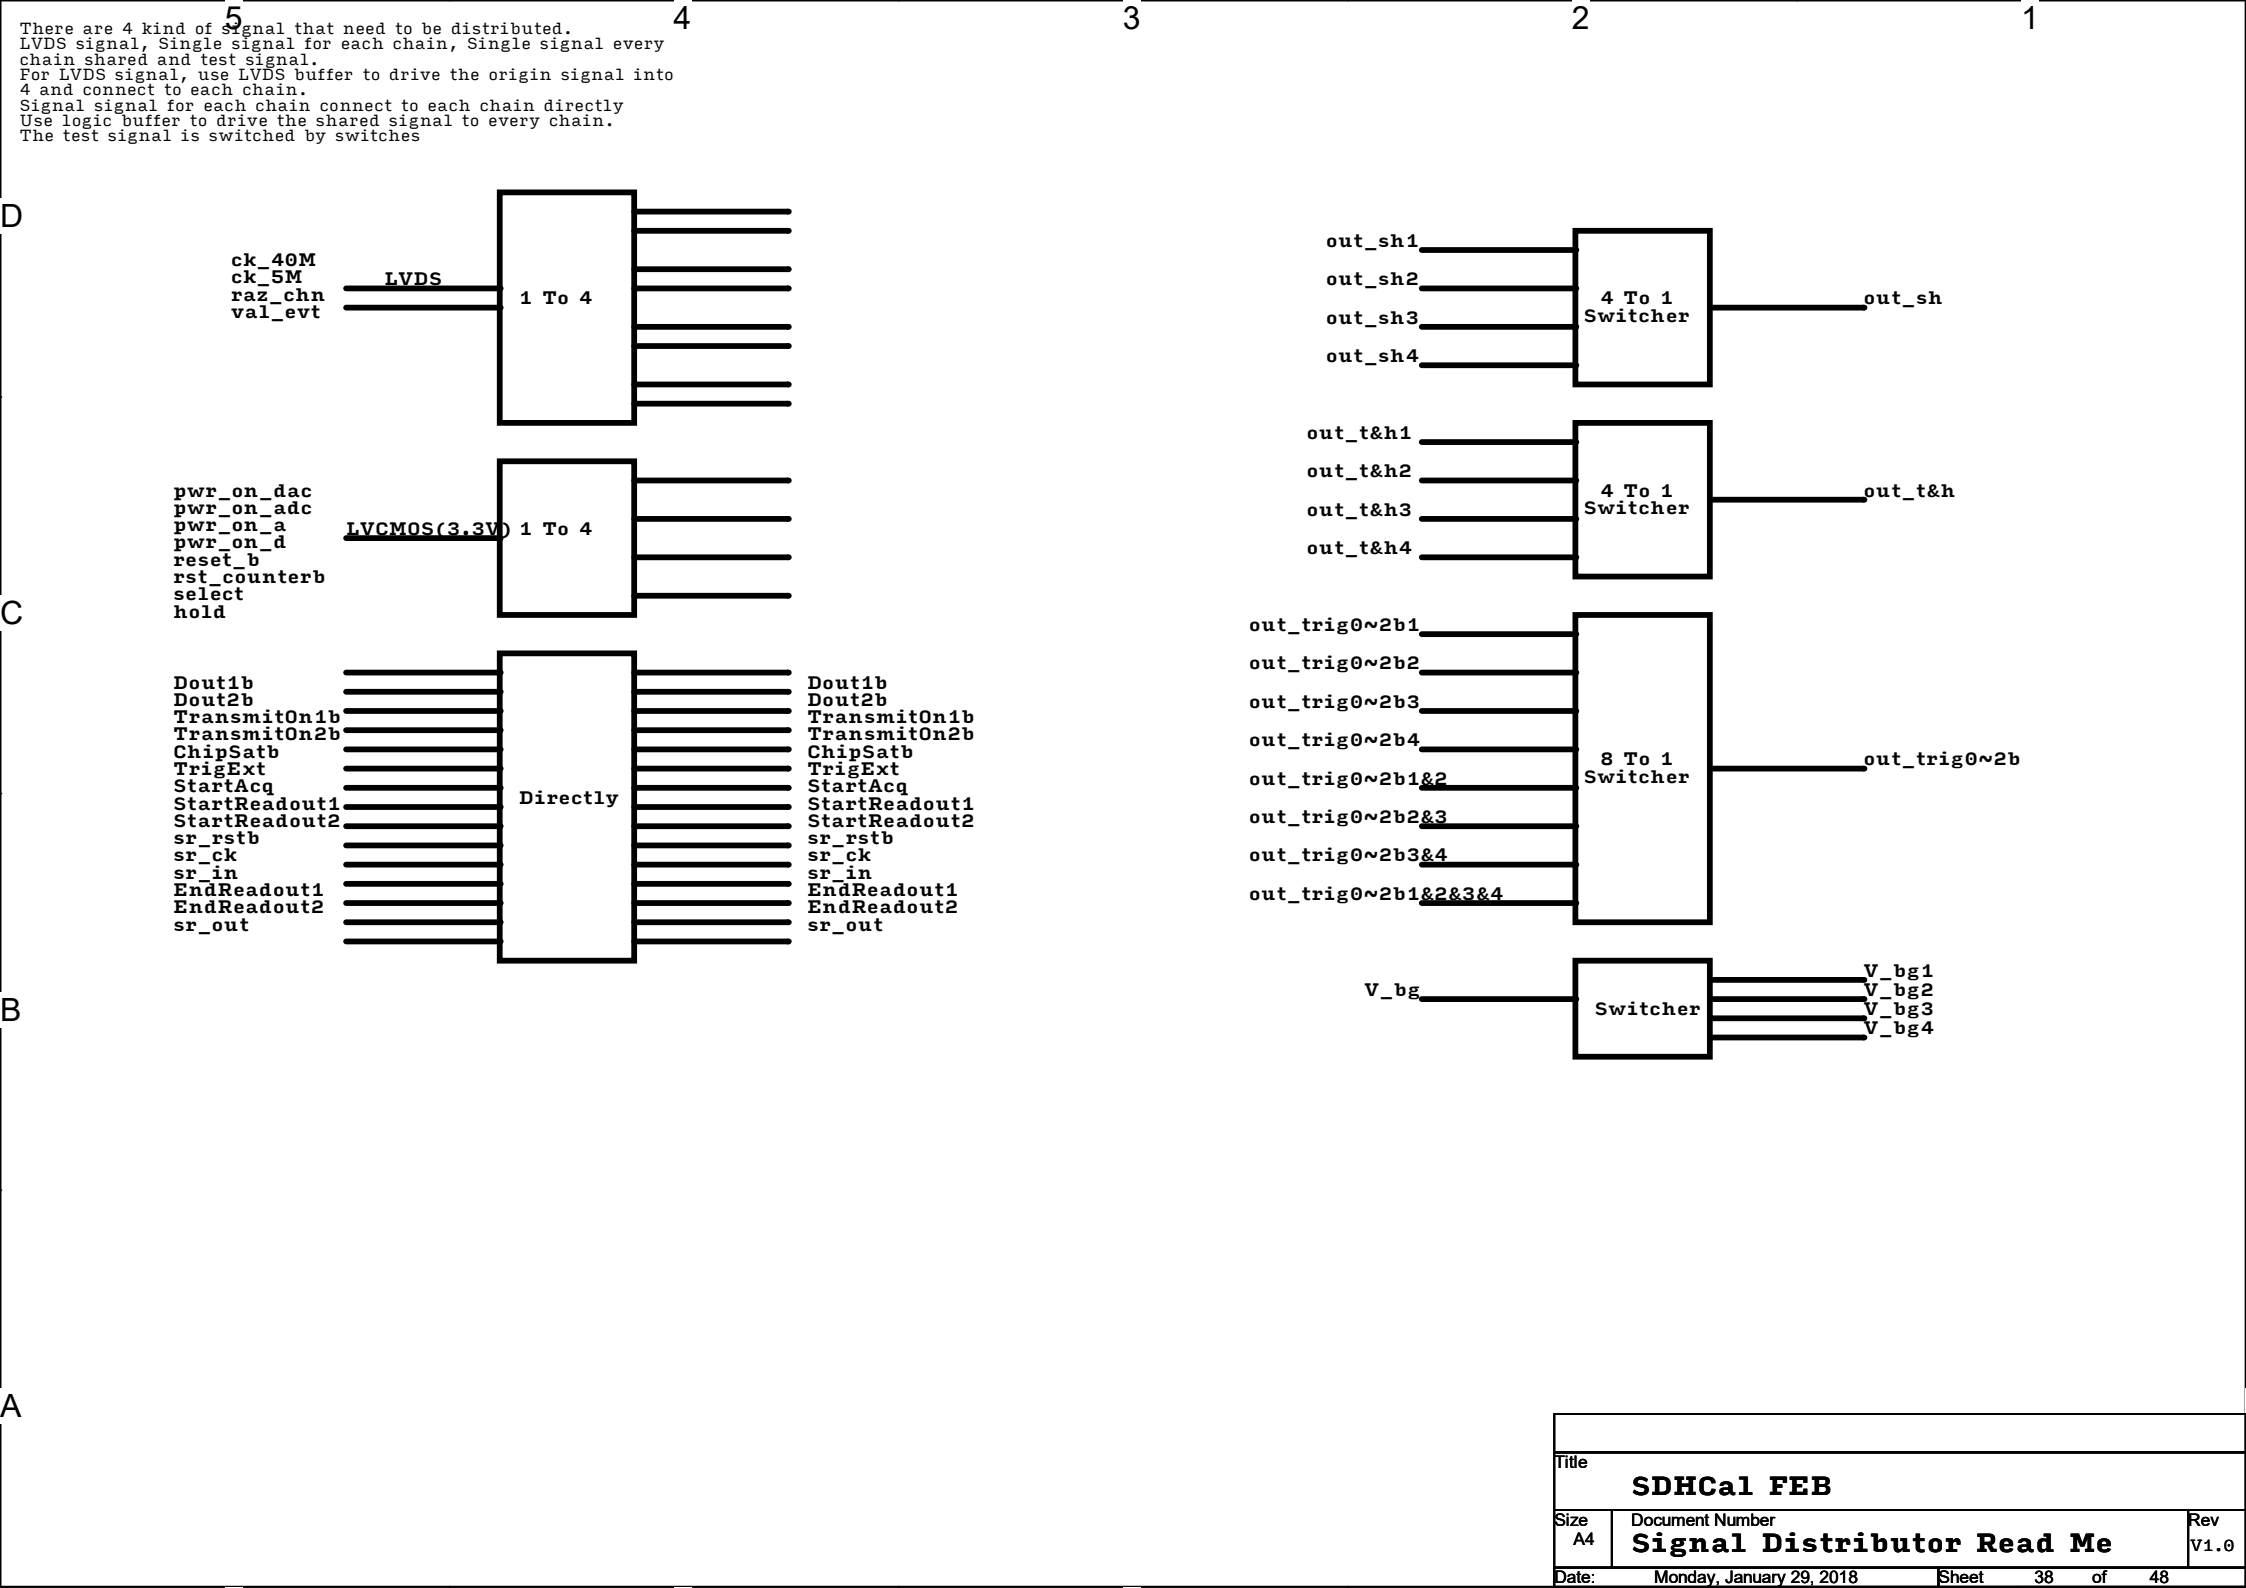 5
4
3
2
1
There are 4 kind of signal that need to be distributed.
LVDS signal, Single signal for each chain, Single signal every
chain shared and test signal.
For LVDS signal, use LVDS buffer to drive the origin signal into
4 and connect to each chain.
Signal signal for each chain connect to each chain directly
Use logic buffer to drive the shared signal to every chain.
The test signal is switched by switches
D
C
B
A
ck_40M
ck_5M
raz_chn
val_evt
LVDS
1 To 4
pwr_on_dac
pwr_on_adc
pwr_on_a
pwr_on_d
reset_b
rst_counterb
select
hold
LVCMOS(3.3V)
1 To 4
Dout1b
Dout2b
TransmitOn1b
TransmitOn2b
ChipSatb
TrigExt
StartAcq
StartReadout1
StartReadout2
sr_rstb
sr_ck
sr_in
EndReadout1
EndReadout2
sr_out
Directly
Dout1b
Dout2b
TransmitOn1b
TransmitOn2b
ChipSatb
TrigExt
StartAcq
StartReadout1
StartReadout2
sr_rstb
sr_ck
sr_in
EndReadout1
EndReadout2
sr_out
out_sh1
out_sh2
out_sh3
out_sh4
4 To 1
Switcher
out_sh
out_t&h1
out_t&h2
out_t&h3
out_t&h4
4 To 1
Switcher
out_t&h
out_trig0~2b1
out_trig0~2b2
out_trig0~2b3
out_trig0~2b4
out_trig0~2b1&2
out_trig0~2b2&3
out_trig0~2b3&4
out_trig0~2b1&2&3&4
8 To 1
Switcher
out_trig0~2b
V_bg
Switcher
V_bg1
V_bg2
V_bg3
V_bg4
Title
SDHCal FEB
Size
A4
Document Number
Signal Distributor Read Me
Rev
V1.0
Date: Monday, January 29, 2018
Sheet 38 of 48